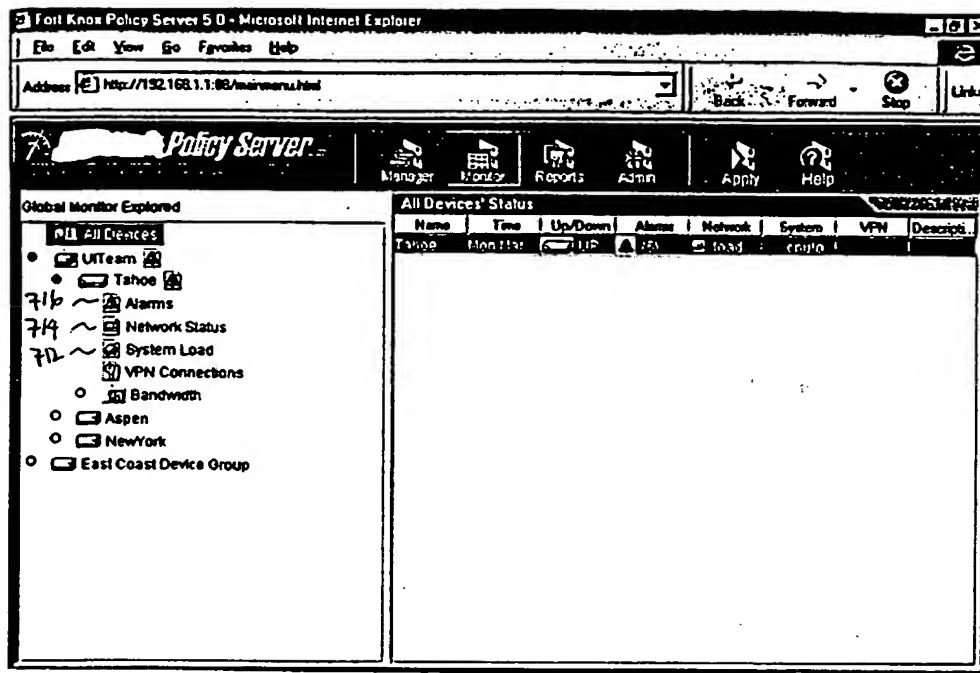 Fort Knox Policy Server 5.0 - Microsoft Internet Explorer
File Edit View Go Favorites Help
Address http://192.168.1.1:88/mainmenu.html
Back Forward Stop Links
Policy Server
Manager Monitor Reports Admin Apply Help
Global Monitor Explored
All Devices' Status
Name Time Up/Down Alarms Network System VPN Descripti...
All Devices
Tahoe Mon Mar UP load
UITeam
Tahoe
716 Alarms
714 Network Status
712 System Load
VPN Connections
Bandwidth
Aspen
NewYork
East Coast Device Group